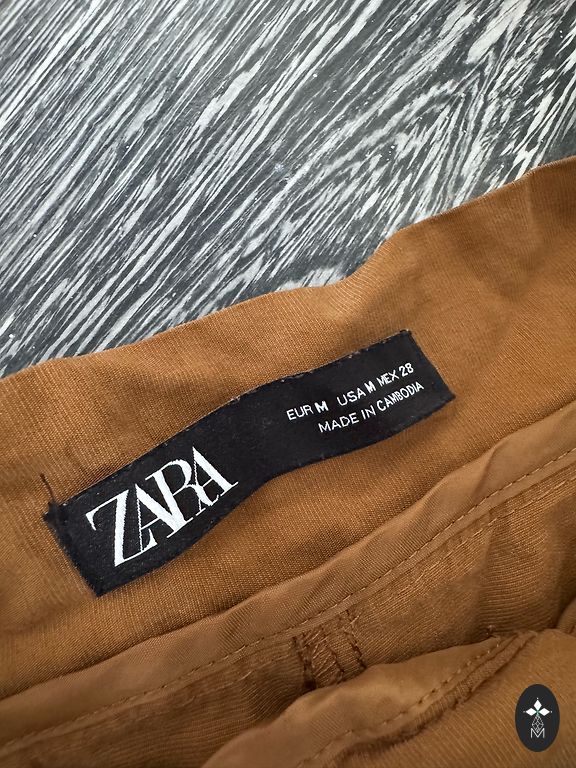 ZARA
EUR M USA M MEX 28
MADE IN CAMBODIA
M